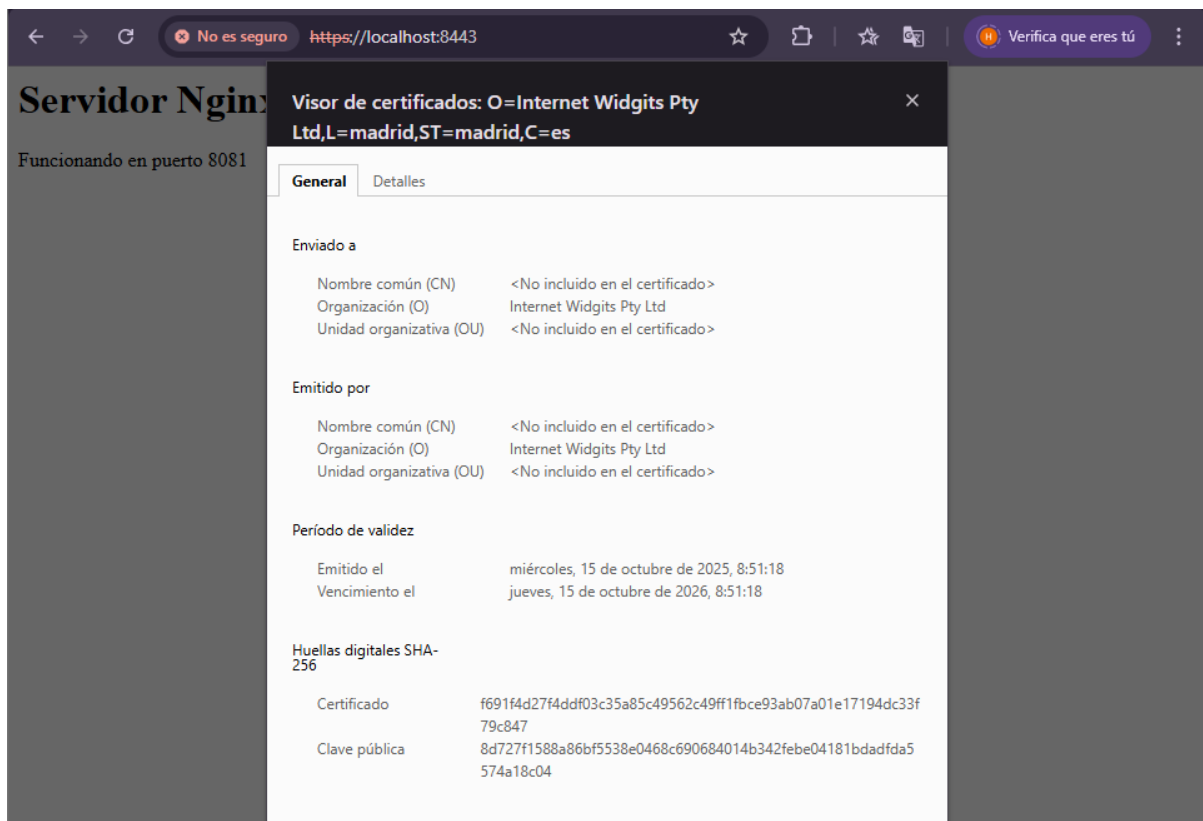 No es seguro https://localhost:8443 Verifica que eres tú
Servidor Nginx
Funcionando en puerto 8081
Visor de certificados: O=Internet Widgits Pty
Ltd,L=madrid,ST=madrid,C=es
General Detalles
Enviado a
Nombre común (CN) <No incluido en el certificado>
Organización (O) Internet Widgits Pty Ltd
Unidad organizativa (OU) <No incluido en el certificado>
Emitido por
Nombre común (CN) <No incluido en el certificado>
Organización (O) Internet Widgits Pty Ltd
Unidad organizativa (OU) <No incluido en el certificado>
Período de validez
Emitido el miércoles, 15 de octubre de 2025, 8:51:18
Vencimiento el jueves, 15 de octubre de 2026, 8:51:18
Huellas digitales SHA-
256
Certificado f691f4d27f4ddf03c35a85c49562c49ff1fbce93ab07a01e17194dc33f
79c847
Clave pública 8d727f1588a86bf5538e0468c690684014b342febe04181bdadfda5
574a18c04